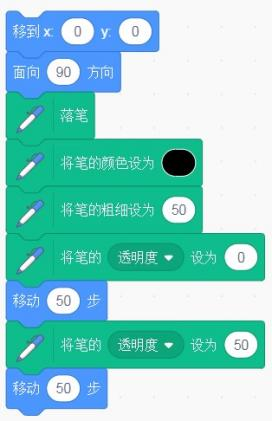 移到 x: 0 y: 0
面向 90 方向
落笔
将笔的颜色设为
将笔的粗细设为 50
将笔的 透明度 设为 0
移动 50 步
将笔的 透明度 设为 50
移动 50 步